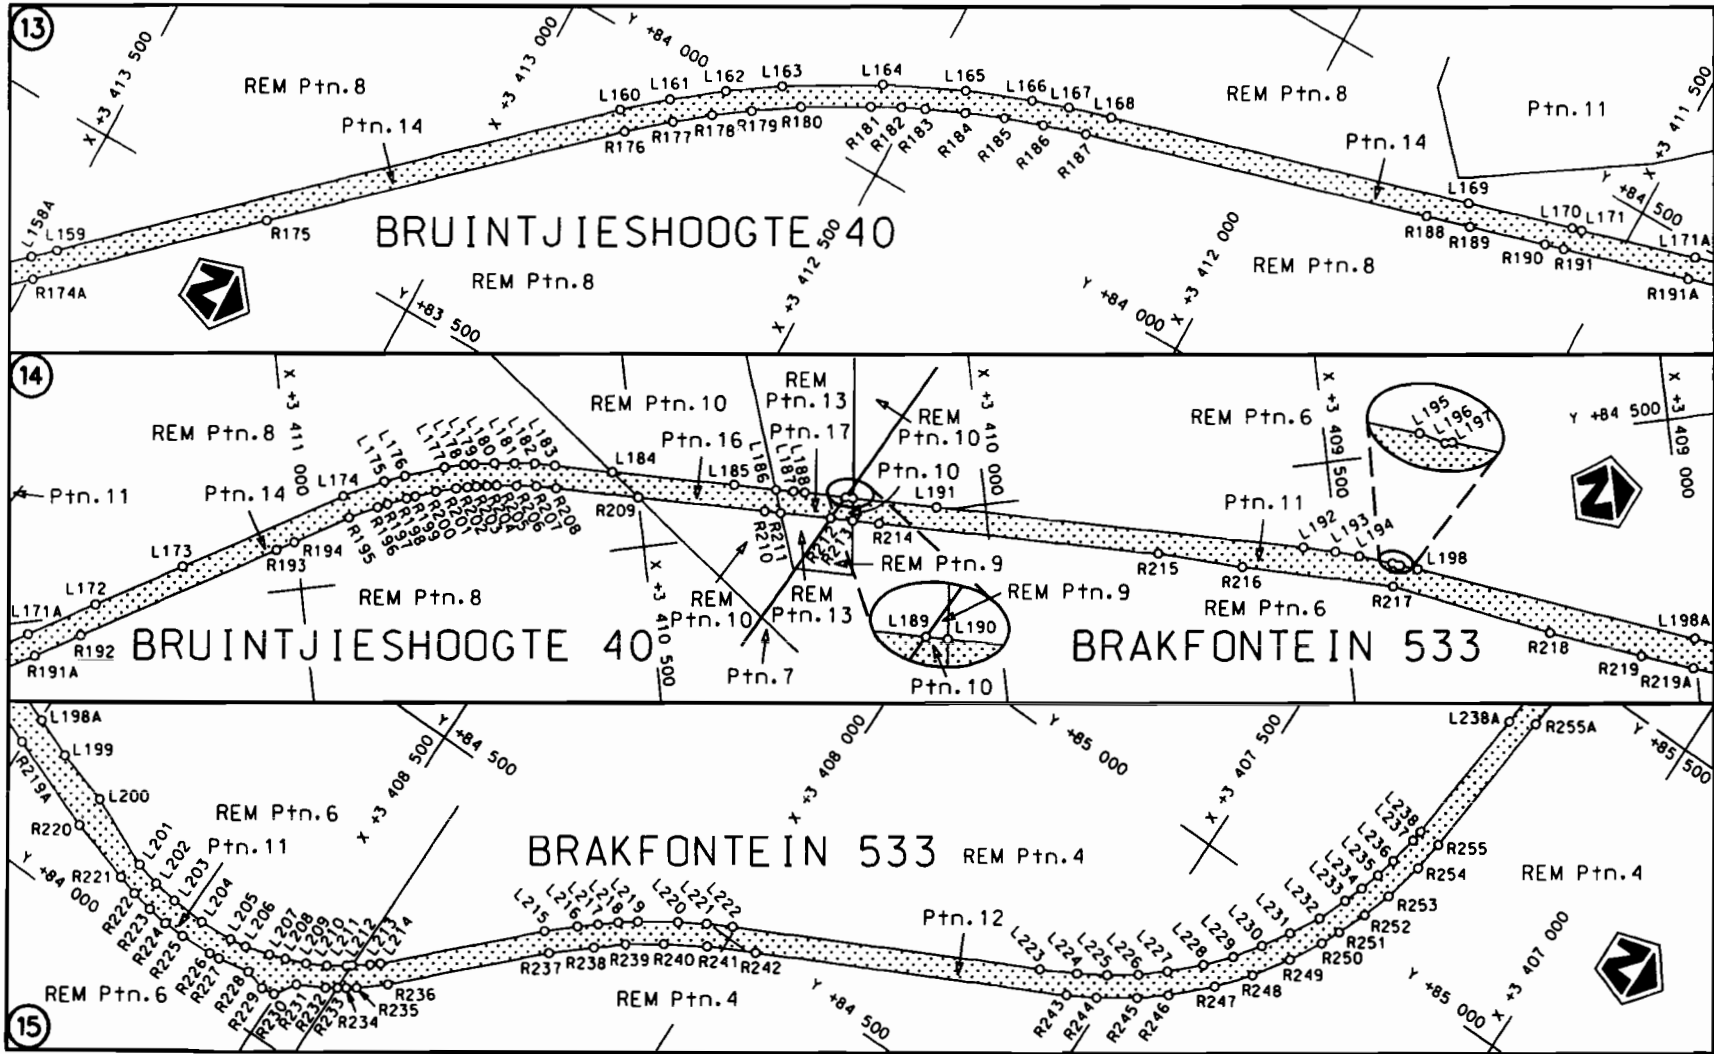 13
X +3 413 500
REM Ptn.8
Ptn.14
X +3 413 000
Y +84 000
L160
L161
L162
L163
L164
L165
L166
L167
L168
REM Ptn.8
Ptn.11
X +3 411 500
R176
R177
R178
R179
R180
R181
R182
R183
R184
R185
R186
R187
Ptn.14
L158A
L159
R175
R174A
BRUINTJIESHOOGTE 40
REM Ptn.8
Y +83 500
X +3 412 500
X +3 412 000
Y +84 000
REM Ptn.8
L169
L170
L171
Y +84 500
L171A
R188
R189
R190
R191
R191A
N
14
X +3 411 000
REM Ptn.8
REM Ptn.10
REM
Ptn.13
REM
Ptn.10
X +3 410 000
REM Ptn.6
X +3 409 500
L195
L196
L197
Y +84 500
X +3 409 000
Ptn.11
Ptn.14
L174
L175
L176
L177
L178
L179
L180
L181
L182
L183
L184
Ptn.16
L185
L186
L187
L188
Ptn.17
Ptn.10
L191
Ptn.11
L192
L193
L194
L198
N
L171A
L172
L173
R191A
R192
R193
R194
R195
R196
R197
R198
R199
R200
R201
R202
R203
R204
R205
R206
R207
R208
R209
R210
R211
R212
R213
R214
R215
R216
R217
R218
R219
R219A
L198A
REM Ptn.8
BRUINTJIESHOOGTE 40
X +3 410 500
REM
Ptn.10
REM
Ptn.13
Ptn.7
REM Ptn.9
REM Ptn.9
L189
L190
Ptn.10
REM Ptn.6
BRAKFONTEIN 533
15
L198A
L199
L200
R219A
R220
R221
R222
R223
R224
R225
R226
R227
R228
R229
R230
R231
R232
R233
R234
R235
R236
L201
L202
L203
L204
L205
L206
L207
L208
L209
L210
L211
L212
L213
L214
REM Ptn.6
Ptn.11
Y +84 000
REM Ptn.6
X +3 408 500
Y +84 500
BRAKFONTEIN 533
REM Ptn.4
X +3 408 000
Y +85 000
X +3 407 500
L215
L216
L217
L218
L219
L220
L221
L222
R237
R238
R239
R240
R241
R242
REM Ptn.4
Y +84 500
Ptn.12
L223
L224
L225
L226
L227
L228
L229
L230
L231
L232
L233
L234
L235
L236
L237
L238
L238A
R243
R244
R245
R246
R247
R248
R249
R250
R251
R252
R253
R254
R255
R255A
Y +85 500
REM Ptn.4
Y +85 000
X +3 407 000
N